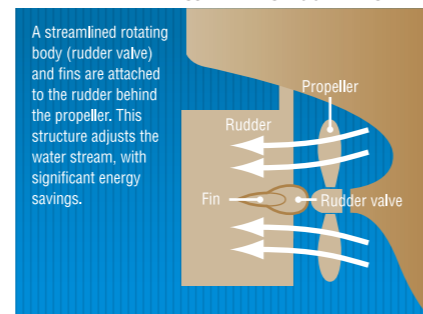 A streamlined rotating
body (rudder valve)
and fins are attached
to the rudder behind
the propeller. This
structure adjusts the
water stream, with
significant energy
savings.
Propeller
Rudder
Fin
Rudder valve